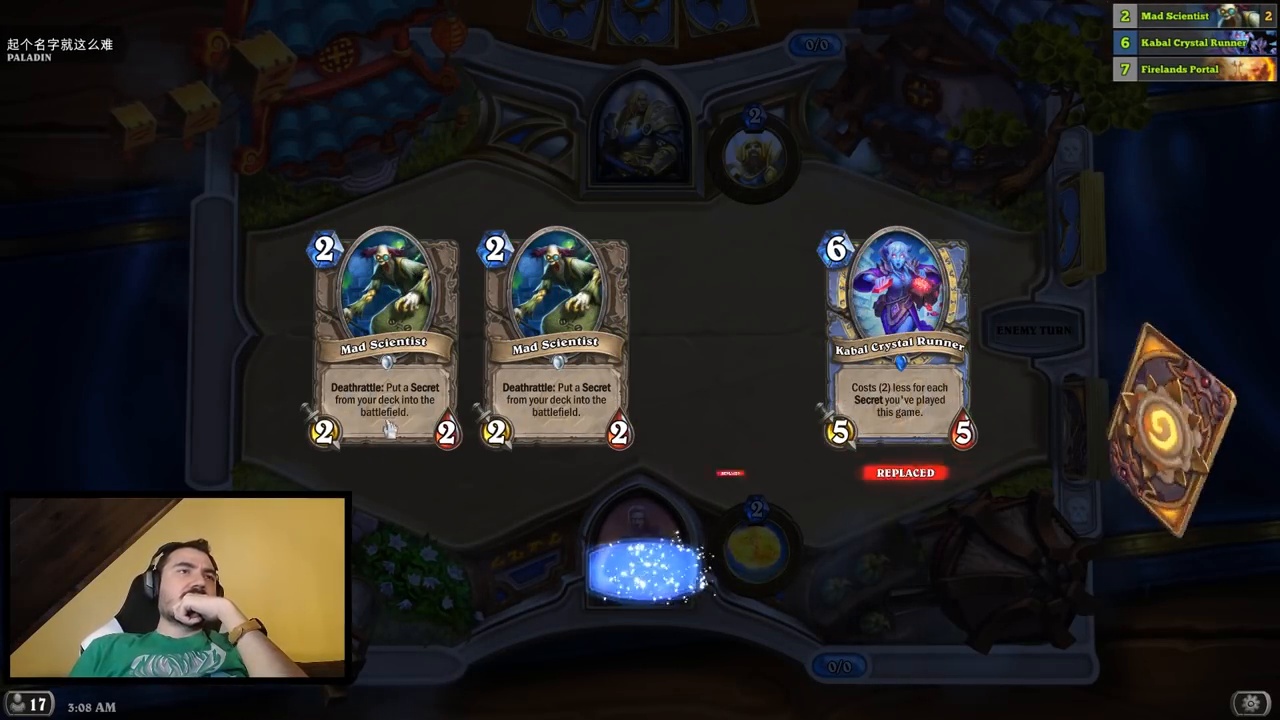 起个名字就这么难
PALADIN
0/0
2 Mad Scientist 2
6 Kabal Crystal Runner
7 Firelands Portal
2
2
Mad Scientist
Deathrattle: Put a Secret
from your deck into the
battlefield.
2 2
2
Mad Scientist
Deathrattle: Put a Secret
from your deck into the
battlefield.
2 2
6
Kabal Crystal Runner
Costs (2) less for each
Secret you've played
this game.
5 5
REPLACED
REPLACED
ENEMY TURN
2
0/0
17
3:08 AM